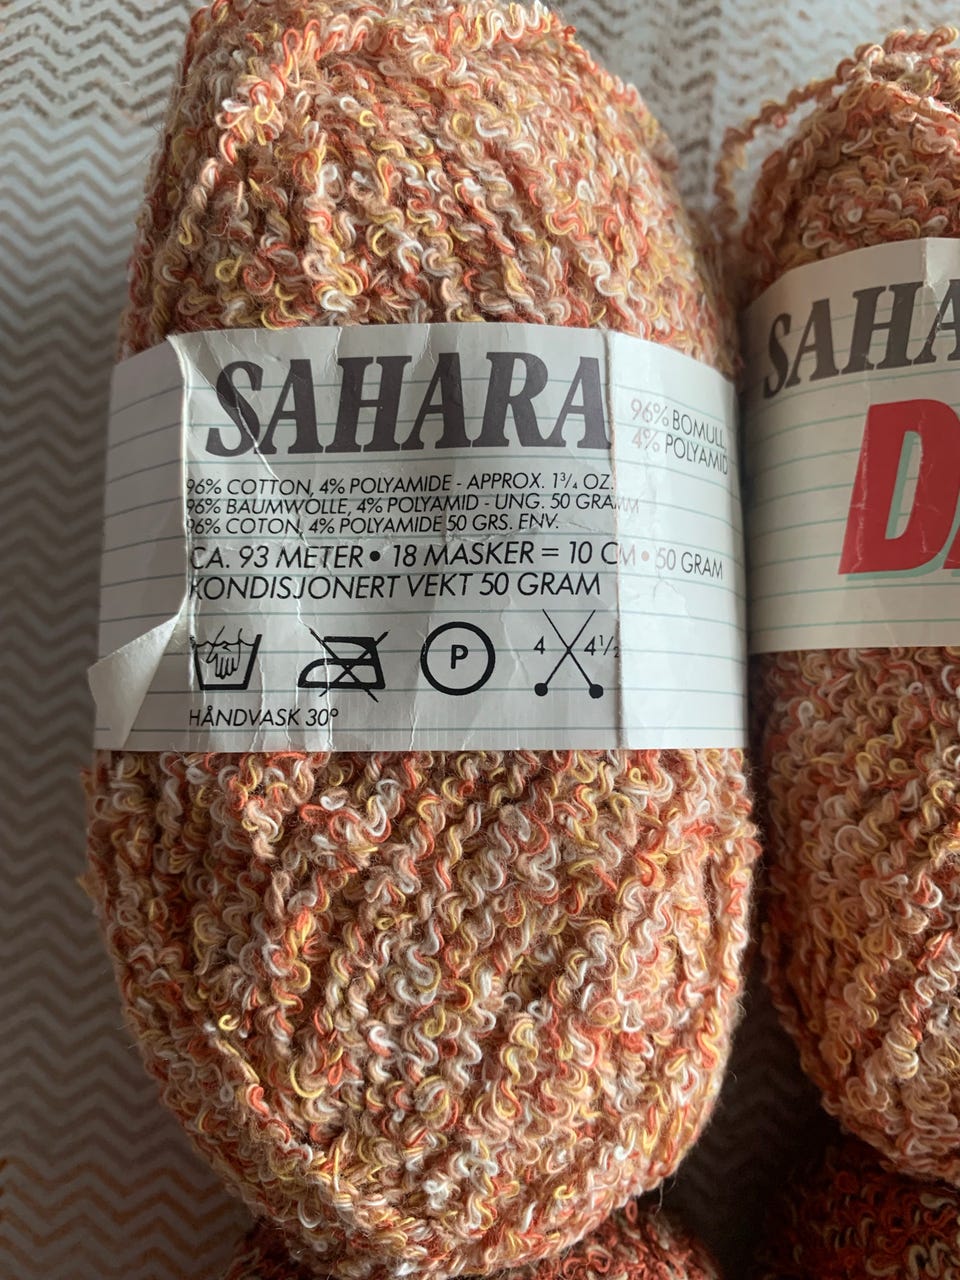 SAHARA
96% BOMULL
4% POLYAMID
96% COTTON, 4% POLYAMIDE - APPROX. 1¾ OZ.
96% BAUMWOLLE, 4% POLYAMID - UNG. 50 GRAMM
96% COTON, 4% POLYAMIDE 50 GRS. ENV.
CA. 93 METER • 18 MASKER = 10 CM • 50 GRAM
KONDISJONERT VEKT 50 GRAM
P
4 4½
HÅNDVASK 30°
SAHA
D